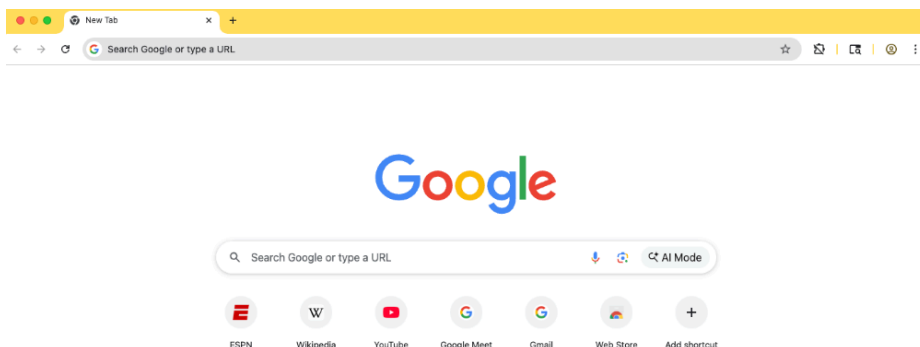 New Tab
Search Google or type a URL
Google
Search Google or type a URL
AI Mode
ESPN
Wikipedia
YouTube
Google Meet
Gmail
Web Store
Add shortcut